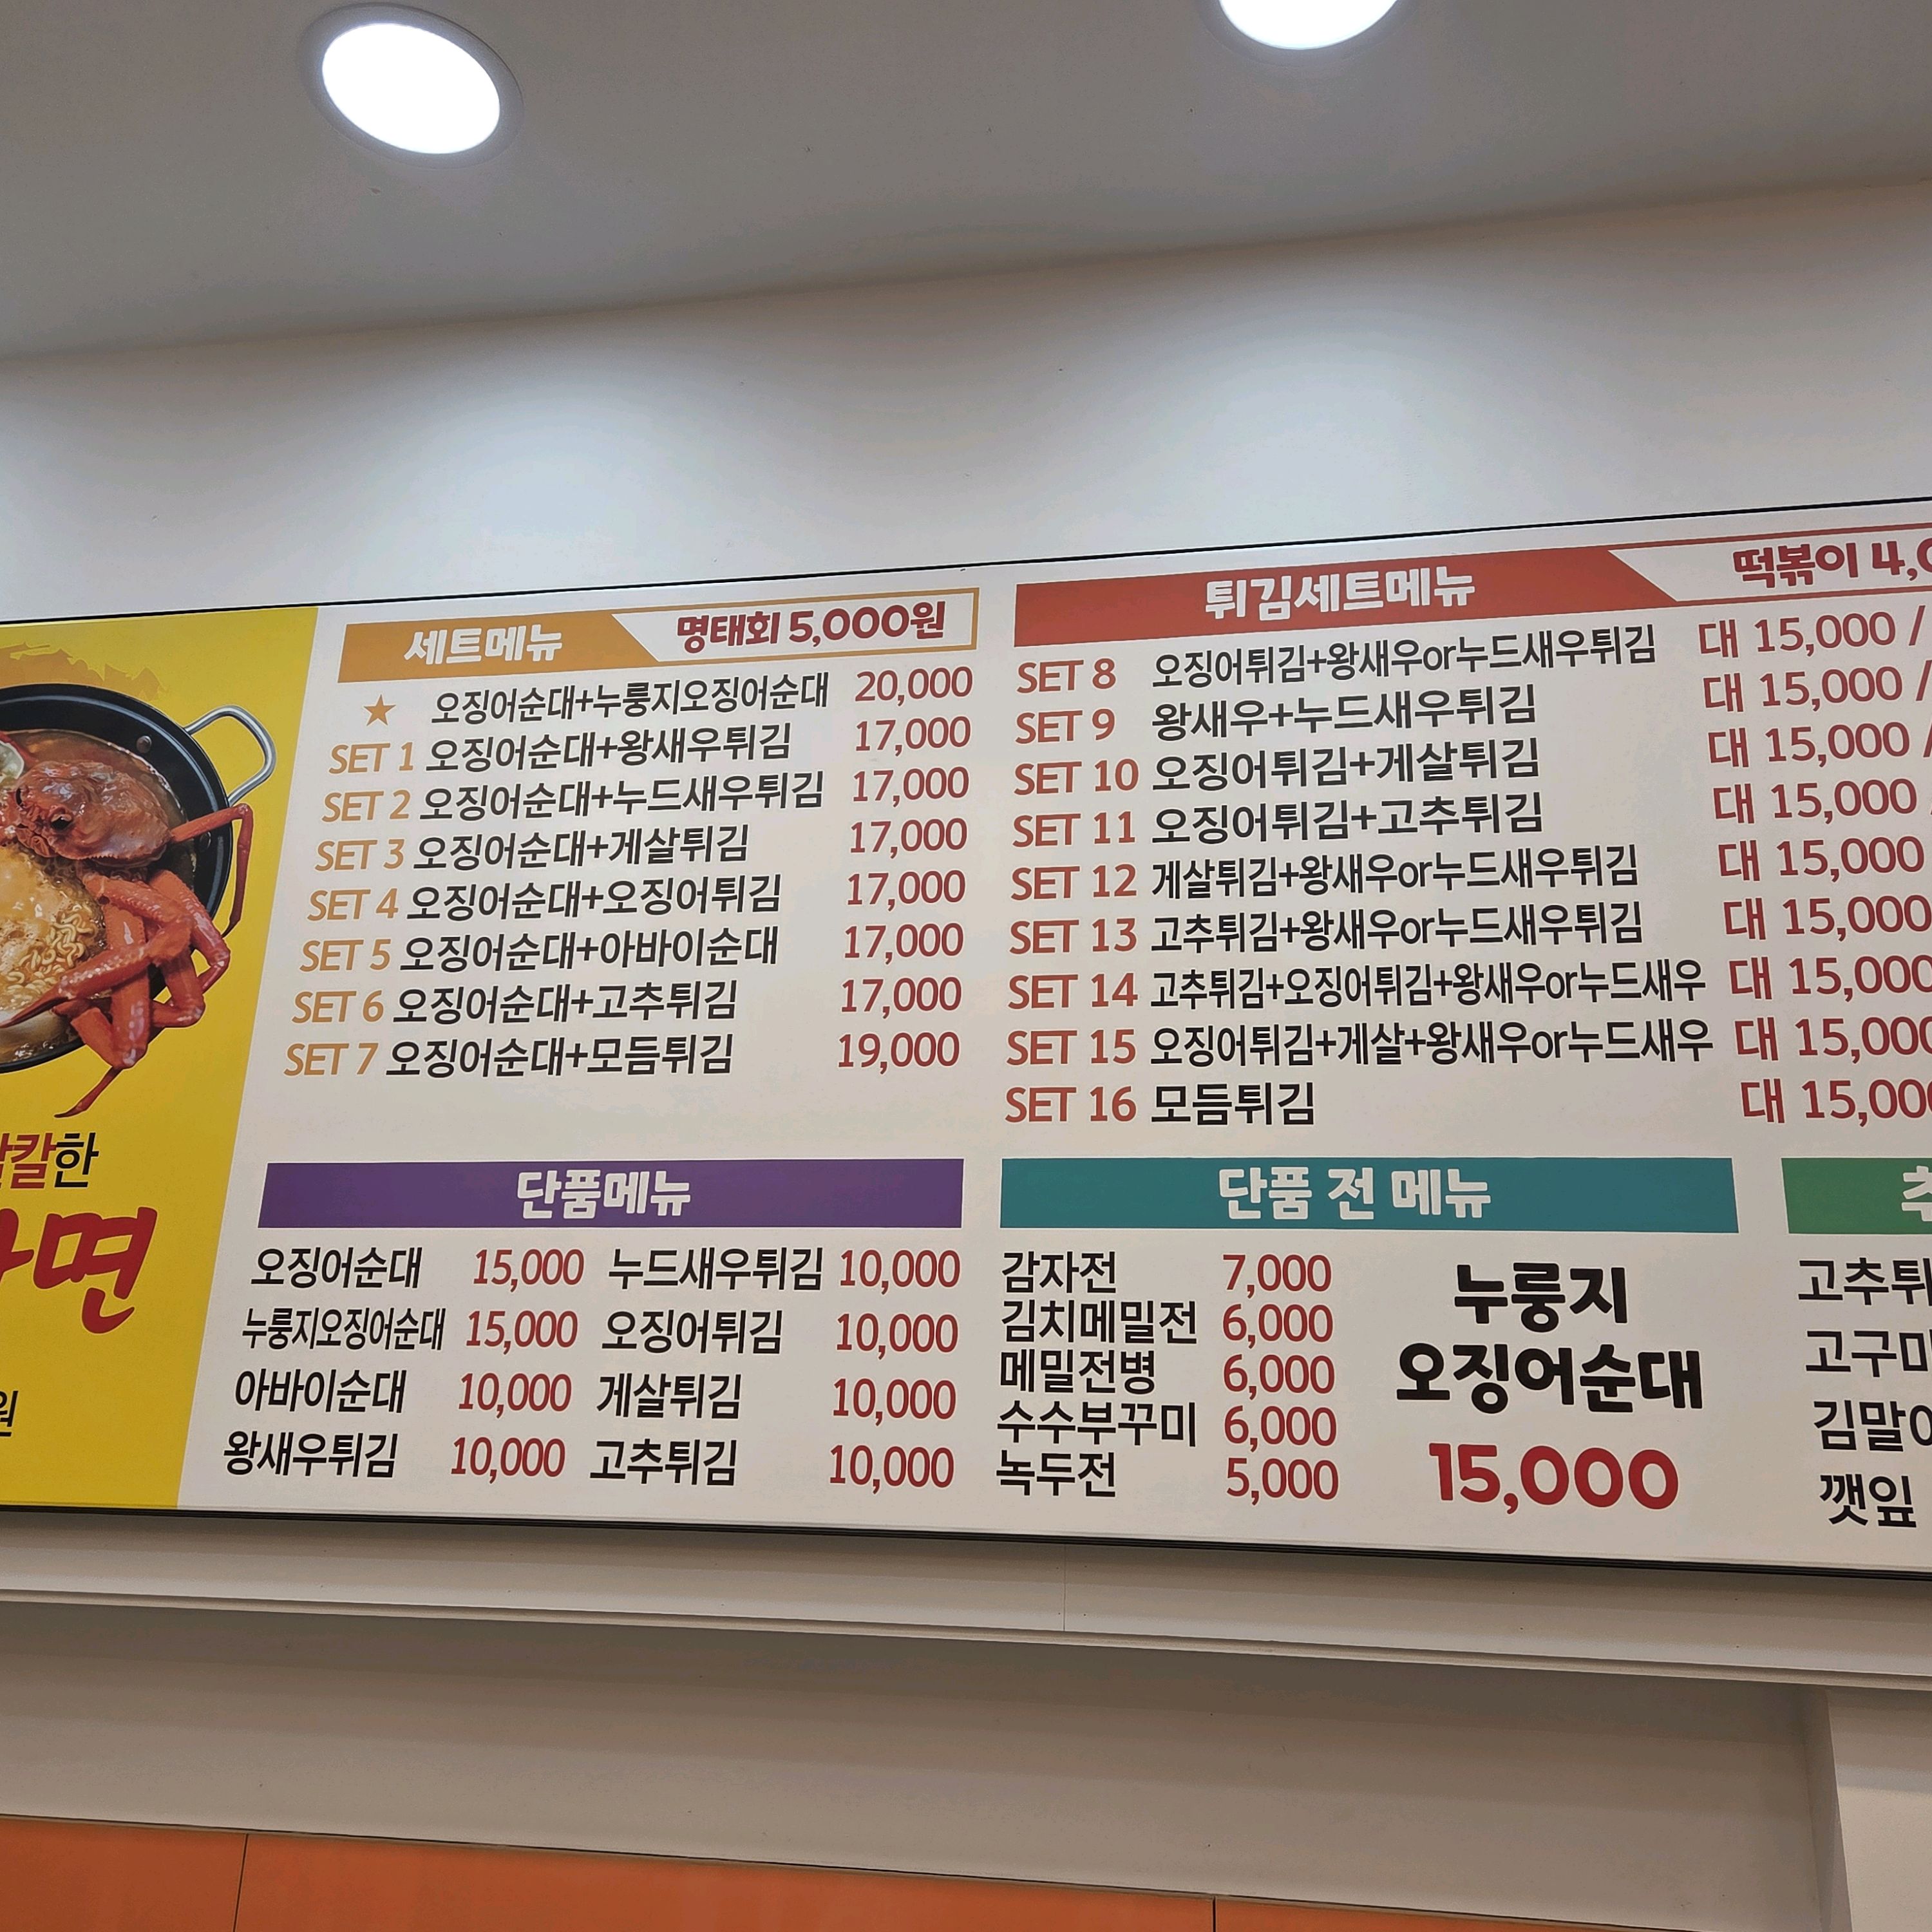 칼한
면
원
세트메뉴 명태회 5,000원
★ 오징어순대+누룽지오징어순대 20,000
SET 1 오징어순대+왕새우튀김 17,000
SET 2 오징어순대+누드새우튀김 17,000
SET 3 오징어순대+게살튀김 17,000
SET 4 오징어순대+오징어튀김 17,000
SET 5 오징어순대+아바이순대 17,000
SET 6 오징어순대+고추튀김 17,000
SET 7 오징어순대+모듬튀김 19,000
튀김세트메뉴 떡볶이
SET 8 오징어튀김+왕새우or누드새우튀김 대 15,000 /
SET 9 왕새우+누드새우튀김 대 15,000 /
SET 10 오징어튀김+게살튀김 대 15,000 /
SET 11 오징어튀김+고추튀김 대 15,000
SET 12 게살튀김+왕새우or누드새우튀김 대 15,000
SET 13 고추튀김+왕새우or누드새우튀김 대 15,000
SET 14 고추튀김+오징어튀김+왕새우or누드새우 대 15,000
SET 15 오징어튀김+게살+왕새우or누드새우 대 15,000
SET 16 모듬튀김 대 15,000
단품메뉴
오징어순대 15,000 누드새우튀김 10,000
누룽지오징어순대 15,000 오징어튀김 10,000
아바이순대 10,000 게살튀김 10,000
왕새우튀김 10,000 고추튀김 10,000
단품 전 메뉴
감자전 7,000
김치메밀전 6,000
메밀전병 6,000
수수부꾸미 6,000
녹두전 5,000
누룽지
오징어순대
15,000
고추튀
고구마
김말이
깻잎